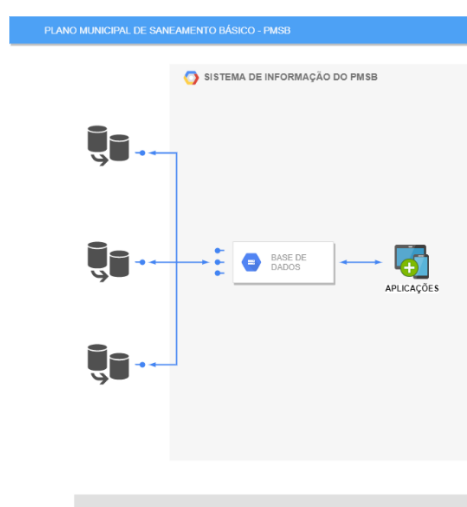 PLANO MUNICIPAL DE SANEAMENTO BÁSICO - PMSB
SISTEMA DE INFORMAÇÃO DO PMSB
BASE DE
DADOS
APLICAÇÕES